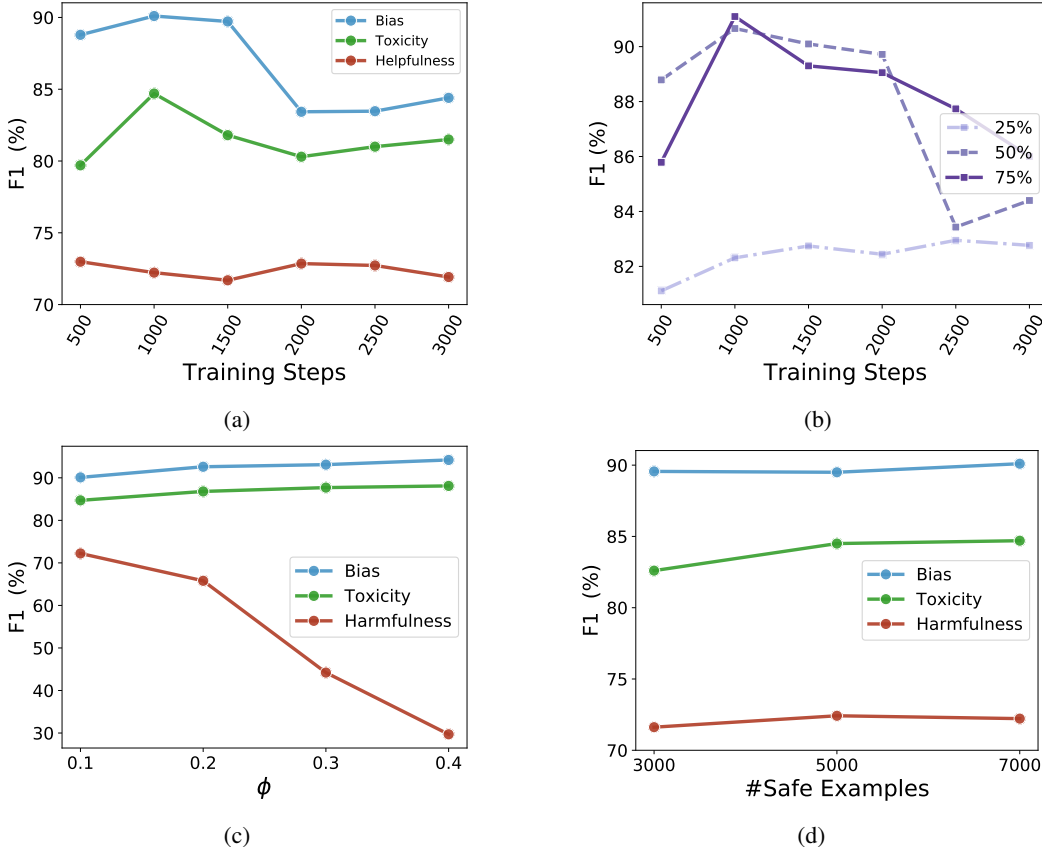 90
85
80
75
70
F1 (%)
Bias
Toxicity
Helpfulness
500
1000
1500
2000
2500
3000
Training Steps
(a)
90
88
86
84
82
F1 (%)
25%
50%
75%
500
1000
1500
2000
2500
3000
Training Steps
(b)
90
80
70
60
50
40
30
F1 (%)
Bias
Toxicity
Harmfulness
0.1
0.2
0.3
0.4
ϕ
(c)
90
85
80
75
70
F1 (%)
Bias
Toxicity
Harmfulness
3000
5000
7000
#Safe Examples
(d)